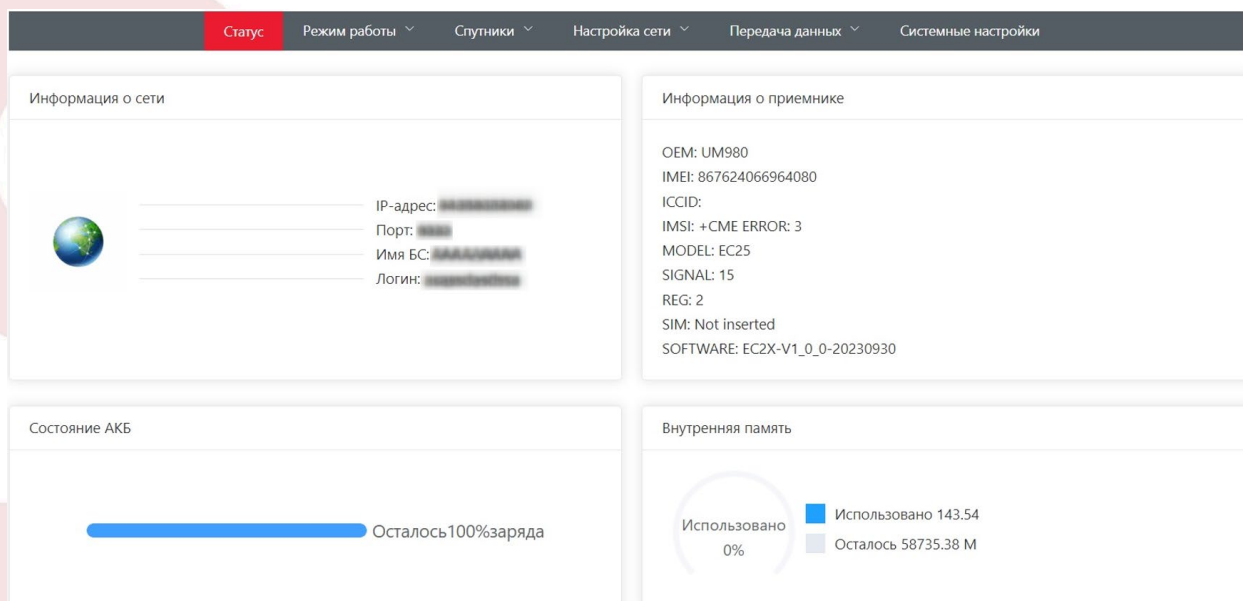 Статус Режим работы Спутники Настройка сети Передача данных Системные настройки
Информация о сети
IP-адрес:
Порт:
Имя БС:
Логин:
Информация о приемнике
OEM: UM980
IMEI: 867624066964080
ICCID:
IMSI: +CME ERROR: 3
MODEL: EC25
SIGNAL: 15
REG: 2
SIM: Not inserted
SOFTWARE: EC2X-V1_0_0-20230930
Состояние АКБ
Осталось100%заряда
Внутренняя память
Использовано
0%
Использовано 143.54
Осталось 58735.38 M